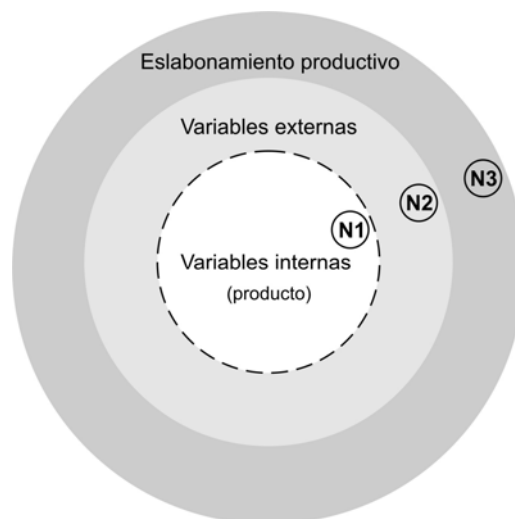 Eslabonamiento productivo
Variables externas
N3
N2
N1
Variables internas
(producto)